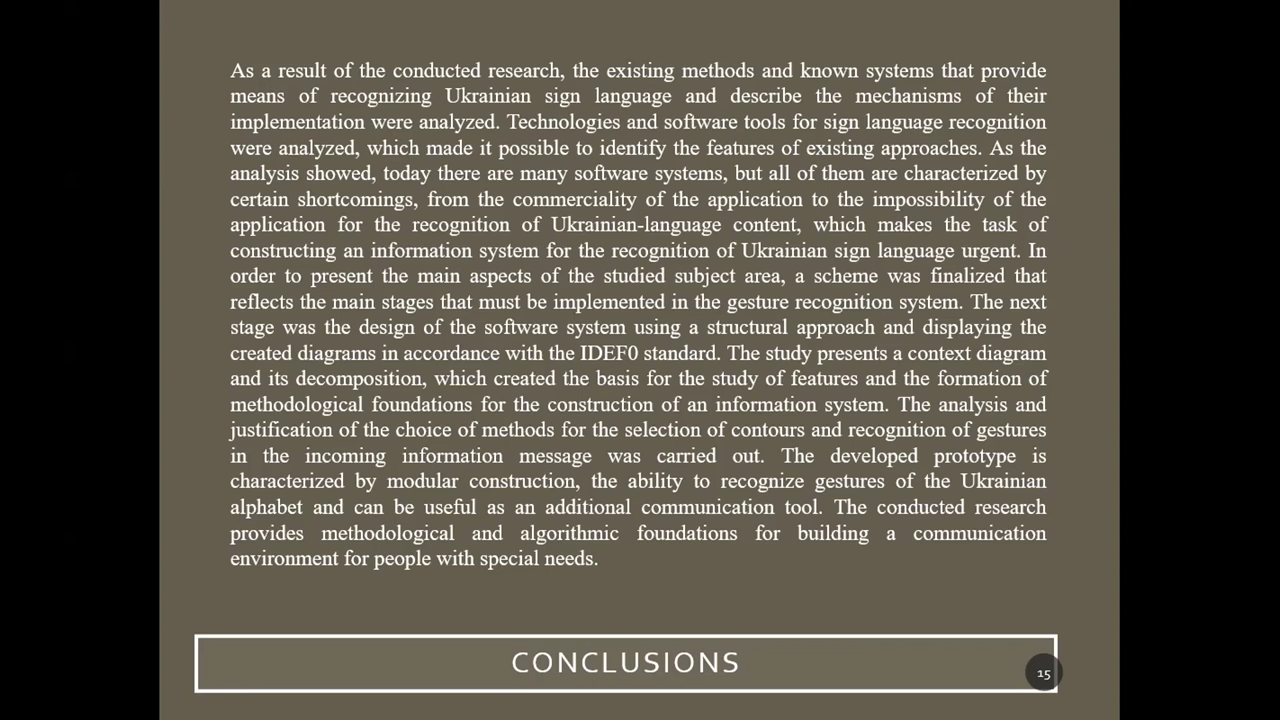 As a result of the conducted research, the existing methods and known systems that provide
means of recognizing Ukrainian sign language and describe the mechanisms of their
implementation were analyzed. Technologies and software tools for sign language recognition
were analyzed, which made it possible to identify the features of existing approaches. As the
analysis showed, today there are many software systems, but all of them are characterized by
certain shortcomings, from the commerciality of the application to the impossibility of the
application for the recognition of Ukrainian-language content, which makes the task of
constructing an information system for the recognition of Ukrainian sign language urgent. In
order to present the main aspects of the studied subject area, a scheme was finalized that
reflects the main stages that must be implemented in the gesture recognition system. The next
stage was the design of the software system using a structural approach and displaying the
created diagrams in accordance with the IDEF0 standard. The study presents a context diagram
and its decomposition, which created the basis for the study of features and the formation of
methodological foundations for the construction of an information system. The analysis and
justification of the choice of methods for the selection of contours and recognition of gestures
in the incoming information message was carried out. The developed prototype is
characterized by modular construction, the ability to recognize gestures of the Ukrainian
alphabet and can be useful as an additional communication tool. The conducted research
provides methodological and algorithmic foundations for building a communication
environment for people with special needs.
CONCLUSIONS
15